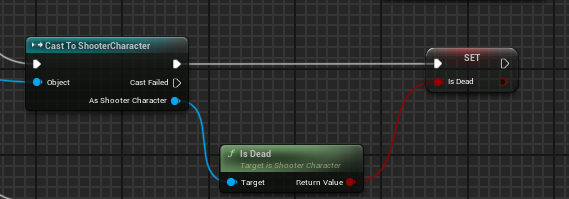 Cast To ShooterCharacter
Object
Cast Failed
As Shooter Character
SET
Is Dead
f Is Dead
Target is Shooter Character
Target
Return Value